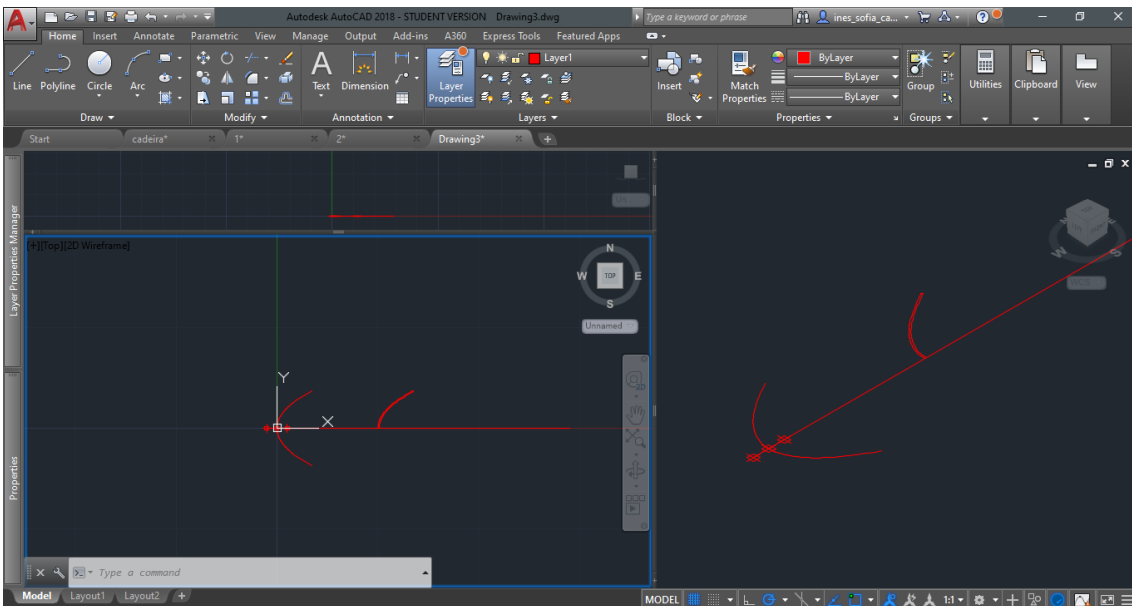 Autodesk AutoCAD 2018 - STUDENT VERSION Drawing3.dwg
Type a keyword or phrase
ines_sofia_ca...
Home Insert Annotate Parametric View Manage Output Add-ins A360 Express Tools Featured Apps
Line Polyline Circle Arc
Text Dimension
Layer Properties
Layer1
Insert
Match Properties
ByLayer
ByLayer
ByLayer
Group
Utilities
Clipboard
View
Draw Modify Annotation Layers Block Properties Groups
Start cadeira* 1* 2* Drawing3*
Layer Properties Manager
Un
[+][Top][2D Wireframe]
N
W TOP E
S
Unnamed
Y
X
S
WCS
Properties
Type a command
Model Layout1 Layout2 +
MODEL 1:1